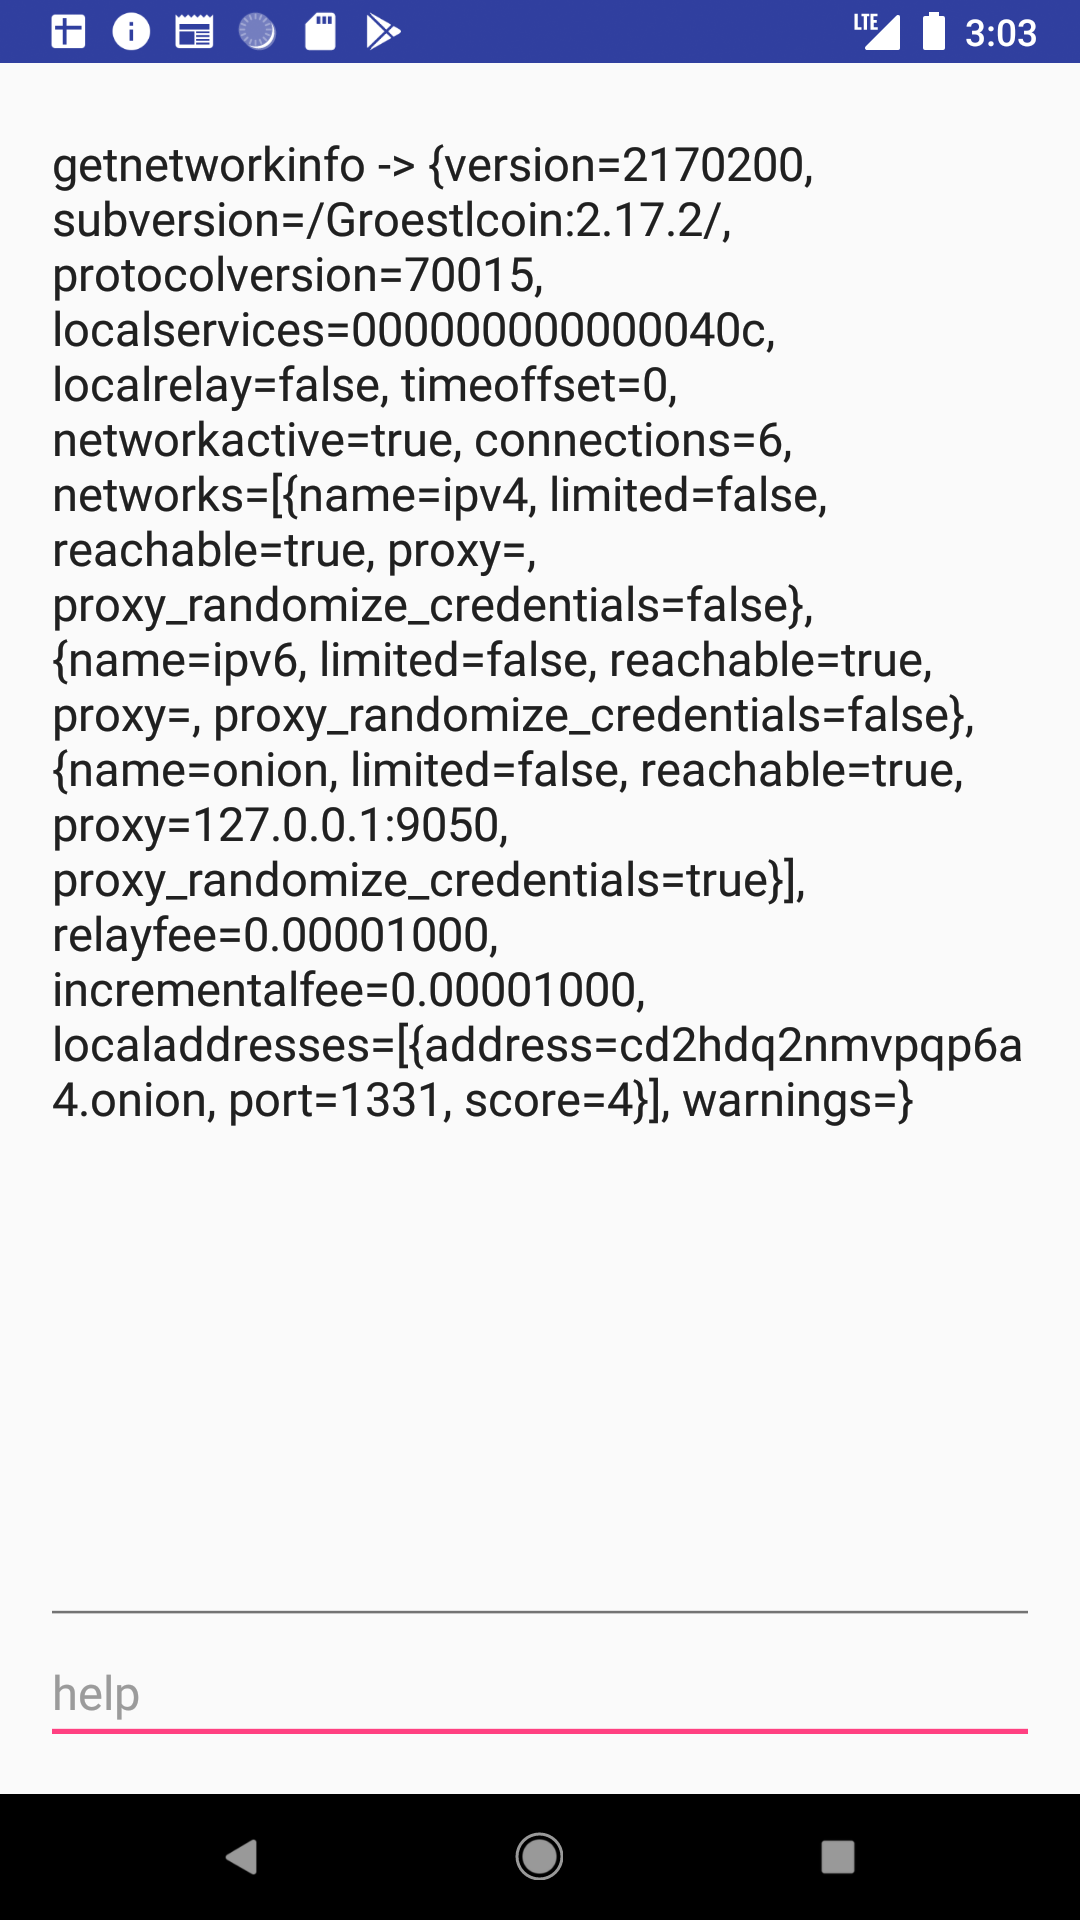 LTE 3:03
getnetworkinfo -> {version=2170200,
subversion=/Groestlcoin:2.17.2/,
protocolversion=70015,
localservices=000000000000040c,
localrelay=false, timeoffset=0,
networkactive=true, connections=6,
networks=[{name=ipv4, limited=false,
reachable=true, proxy=,
proxy_randomize_credentials=false},
{name=ipv6, limited=false, reachable=true,
proxy=, proxy_randomize_credentials=false},
{name=onion, limited=false, reachable=true,
proxy=127.0.0.1:9050,
proxy_randomize_credentials=true}],
relayfee=0.00001000,
incrementalfee=0.00001000,
localaddresses=[{address=cd2hdq2nmvpqp6a
4.onion, port=1331, score=4}], warnings=}
help